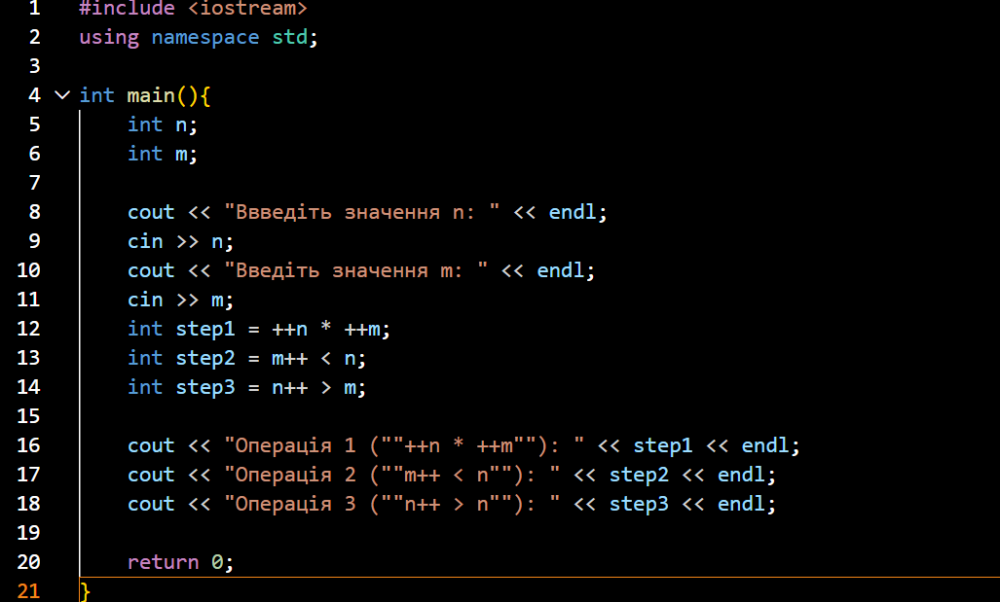 1 #include <iostream>
2 using namespace std;
3
4 int main(){
5 int n;
6 int m;
7
8 cout << "Ввведіть значення n: " << endl;
9 cin >> n;
10 cout << "Введіть значення m: " << endl;
11 cin >> m;
12 int step1 = ++n * ++m;
13 int step2 = m++ < n;
14 int step3 = n++ > m;
15
16 cout << "Операція 1 (""++n * ++m""): " << step1 << endl;
17 cout << "Операція 2 (""m++ < n""): " << step2 << endl;
18 cout << "Операція 3 (""n++ > n""): " << step3 << endl;
19
20 return 0;
21 }